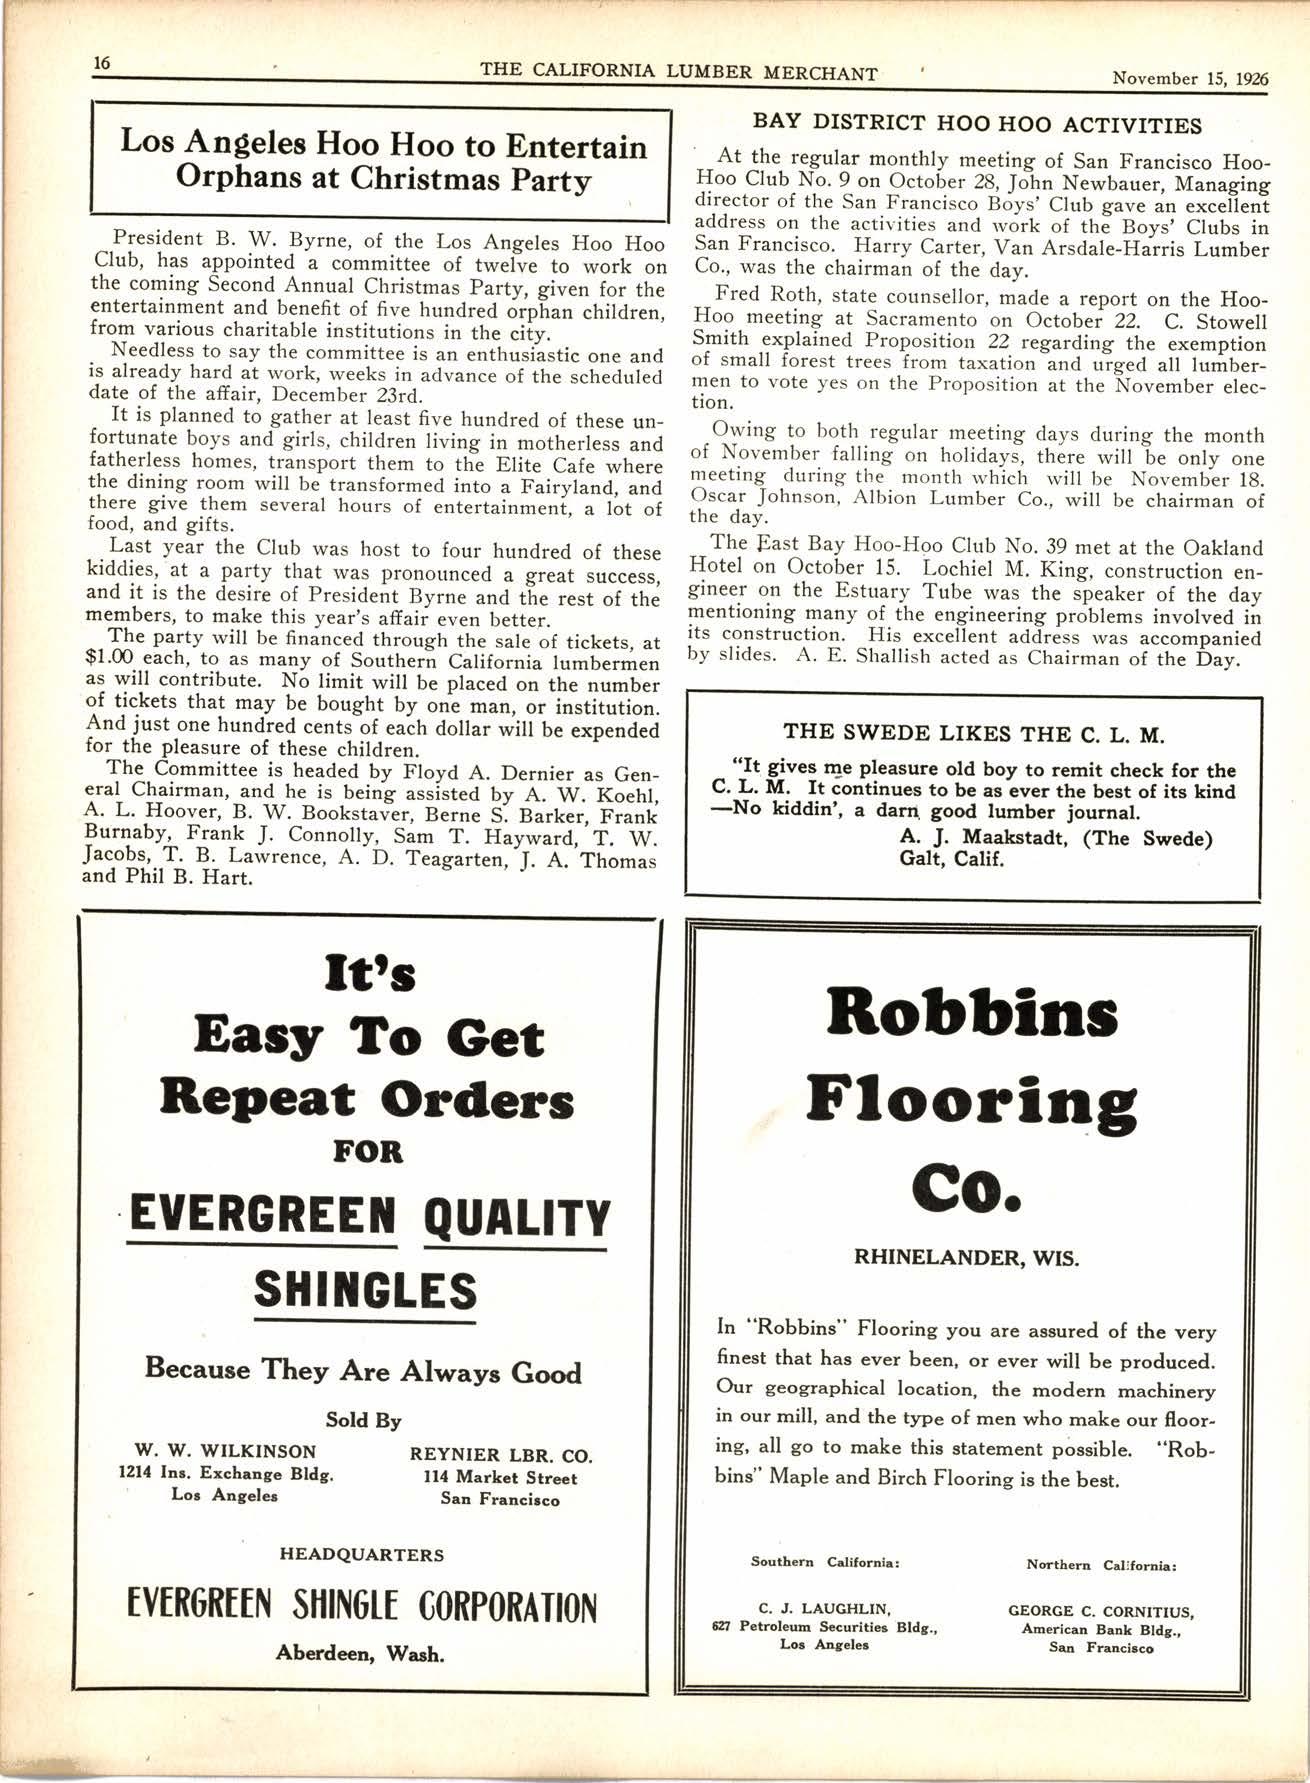 16
THE CALIFORNIA LUMBER MERCHANT
November 15, 1926
Los Angeles Hoo Hoo to Entertain
Orphans at Christmas Party
President B. W. Byrne, of the Los Angeles Hoo Hoo
Club, has appointed a committee of twelve to work on
the coming Second Annual Christmas Party, given for the
entertainment and benefit of five hundred orphan children,
from various charitable institutions in the city.
Needless to say the committee is an enthusiastic one and
is already hard at work, weeks in advance of the scheduled
date of the affair, December 23rd.
It is planned to gather at least five hundred of these un-
fortunate boys and girls, children living in motherless and
fatherless homes, transport them to the Elite Cafe where
the dining room will be transformed into a Fairyland, and
there give them several hours of entertainment, a lot of
food, and gifts.
Last year the Club was host to four hundred of these
kiddies, at a party that was pronounced a great success,
and it is the desire of President Byrne and the rest of the
members, to make this year's affair even better.
The party will be financed through the sale of tickets, at
$1.00 each, to as many of Southern California lumbermen
as will contribute. No limit will be placed on the number
of tickets that may be bought by one man, or institution.
And just one hundred cents of each dollar will be expended
for the pleasure of these children.
The Committee is headed by Floyd A. Dernier as Gen-
eral Chairman, and he is being assisted by A. W. Koehl,
A. L. Hoover, B. W. Bookstaver, Berne S. Barker, Frank
Burnaby, Frank J. Connolly, Sam T. Hayward, T. W.
Jacobs, T. B. Lawrence, A. D. Teagarten, J. A. Thomas
and Phil B. Hart.
BAY DISTRICT HOO HOO ACTIVITIES
At the regular monthly meeting of San Francisco Hoo-
Hoo Club No. 9 on October 28, John Newbauer, Managing
director of the San Francisco Boys' Club gave an excellent
address on the activities and work of the Boys' Clubs in
San Francisco. Harry Carter, Van Arsdale-Harris Lumber
Co., was the chairman of the day.
Fred Roth, state counsellor, made a report on the Hoo-
Hoo meeting at Sacramento on October 22. C. Stowell
Smith explained Proposition 22 regarding the exemption
of small forest trees from taxation and urged all lumber-
men to vote yes on the Proposition at the November elec-
tion.
Owing to both regular meeting days during the month
of November falling on holidays, there will be only one
meeting during the month which will be November 18.
Oscar Johnson, Albion Lumber Co., will be chairman of
the day.
The East Bay Hoo-Hoo Club No. 39 met at the Oakland
Hotel on October 15. Lochiel M. King, construction en-
gineer on the Estuary Tube was the speaker of the day
mentioning many of the engineering problems involved in
its construction. His excellent address was accompanied
by slides. A. E. Shallish acted as Chairman of the Day.
THE SWEDE LIKES THE C. L. M.
"It gives me pleasure old boy to remit check for the
C. L. M. It continues to be as ever the best of its kind
—No kiddin', a darn good lumber journal.
A. J. Maakstadt, (The Swede)
Galt, Calif.
It's
Easy To Get
Repeat Orders
FOR
EVERGREEN QUALITY
SHINGLES
Because They Are Always Good
Sold By
W. W. WILKINSON
1214 Ins. Exchange Bldg.
Los Angeles
REYNIER LBR. CO.
114 Market Street
San Francisco
HEADQUARTERS
EVERGREEN SHINGLE CORPORATION
Aberdeen, Wash.
Robbins
Flooring
Co.
RHINELANDER, WIS.
In "Robbins" Flooring you are assured of the very
finest that has ever been, or ever will be produced.
Our geographical location, the modern machinery
in our mill, and the type of men who make our floor-
ing, all go to make this statement possible. "Rob-
bins" Maple and Birch Flooring is the best.
Southern California:
C. J. LAUGHLIN,
627 Petroleum Securities Bldg.,
Los Angeles
Northern California:
GEORGE C. CORNITIUS,
American Bank Bldg.,
San Francisco